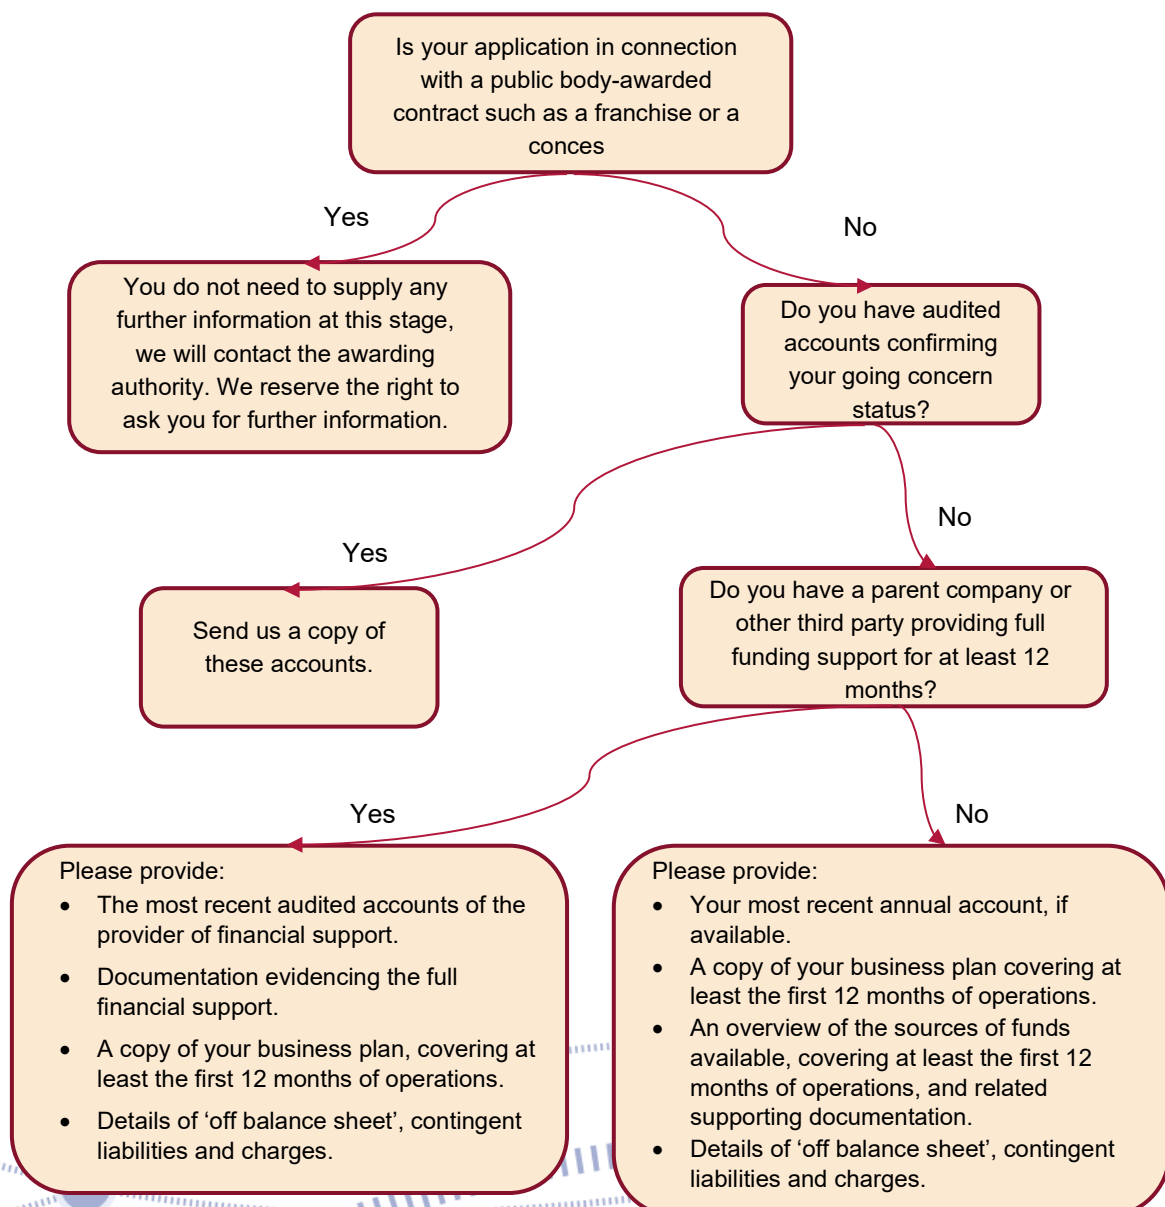 Is your application in connection
with a public body-awarded
contract such as a franchise or a
conces
Yes
No
You do not need to supply any
further information at this stage,
we will contact the awarding
authority. We reserve the right to
ask you for further information.
Do you have audited
accounts confirming
your going concern
status?
Yes
No
Send us a copy of
these accounts.
Do you have a parent company or
other third party providing full
funding support for at least 12
months?
Yes
No
Please provide:
• The most recent audited accounts of the
provider of financial support.
• Documentation evidencing the full
financial support.
• A copy of your business plan, covering at
least the first 12 months of operations.
• Details of ‘off balance sheet’, contingent
liabilities and charges.
Please provide:
• Your most recent annual account, if
available.
• A copy of your business plan covering at
least the first 12 months of operations.
• An overview of the sources of funds
available, covering at least the first 12
months of operations, and related
supporting documentation.
• Details of ‘off balance sheet’, contingent
liabilities and charges.